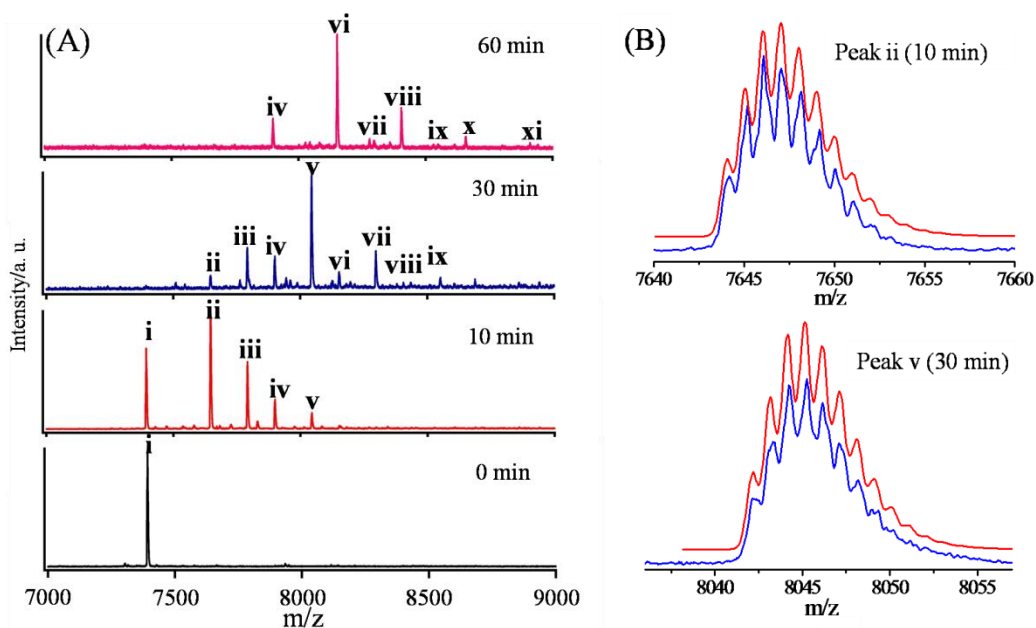 (A)
60 min
iv
vi
vii
viii
ix
x
xi
30 min
ii
iii
iv
v
vi
vii
viii
ix
10 min
i
ii
iii
iv
v
0 min
i
Intensity/a. u.
7000 7500 8000 8500 9000
m/z
(B)
Peak ii (10 min)
7640 7645 7650 7655 7660
m/z
Peak v (30 min)
8040 8045 8050 8055
m/z